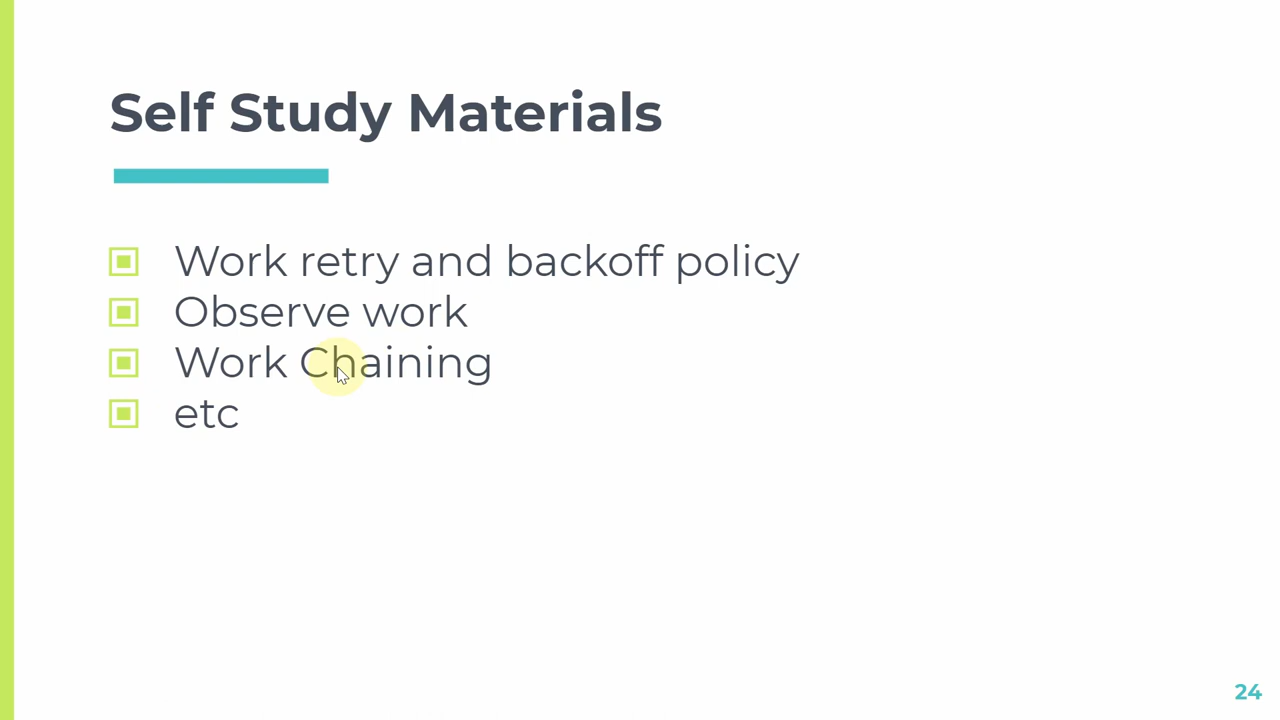 Self Study Materials
Work retry and backoff policy
Observe work
Work Chaining
etc
24